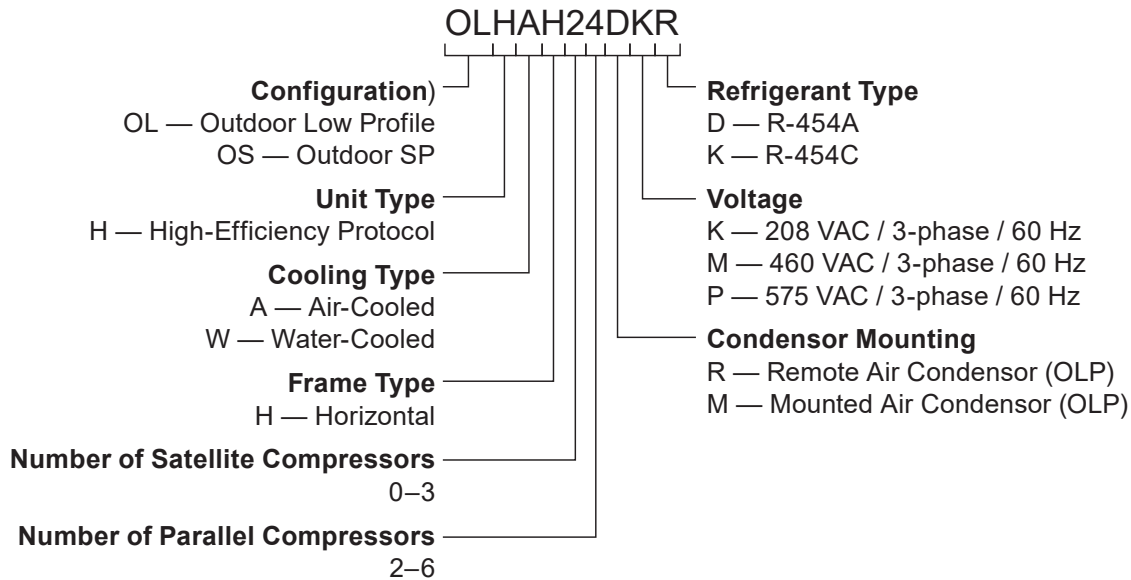 OLHAH24DKR
Configuration)
OL — Outdoor Low Profile
OS — Outdoor SP
Unit Type
H — High-Efficiency Protocol
Cooling Type
A — Air-Cooled
W — Water-Cooled
Frame Type
H — Horizontal
Number of Satellite Compressors
0–3
Number of Parallel Compressors
2–6
Refrigerant Type
D — R-454A
K — R-454C
Voltage
K — 208 VAC / 3-phase / 60 Hz
M — 460 VAC / 3-phase / 60 Hz
P — 575 VAC / 3-phase / 60 Hz
Condensor Mounting
R — Remote Air Condensor (OLP)
M — Mounted Air Condensor (OLP)